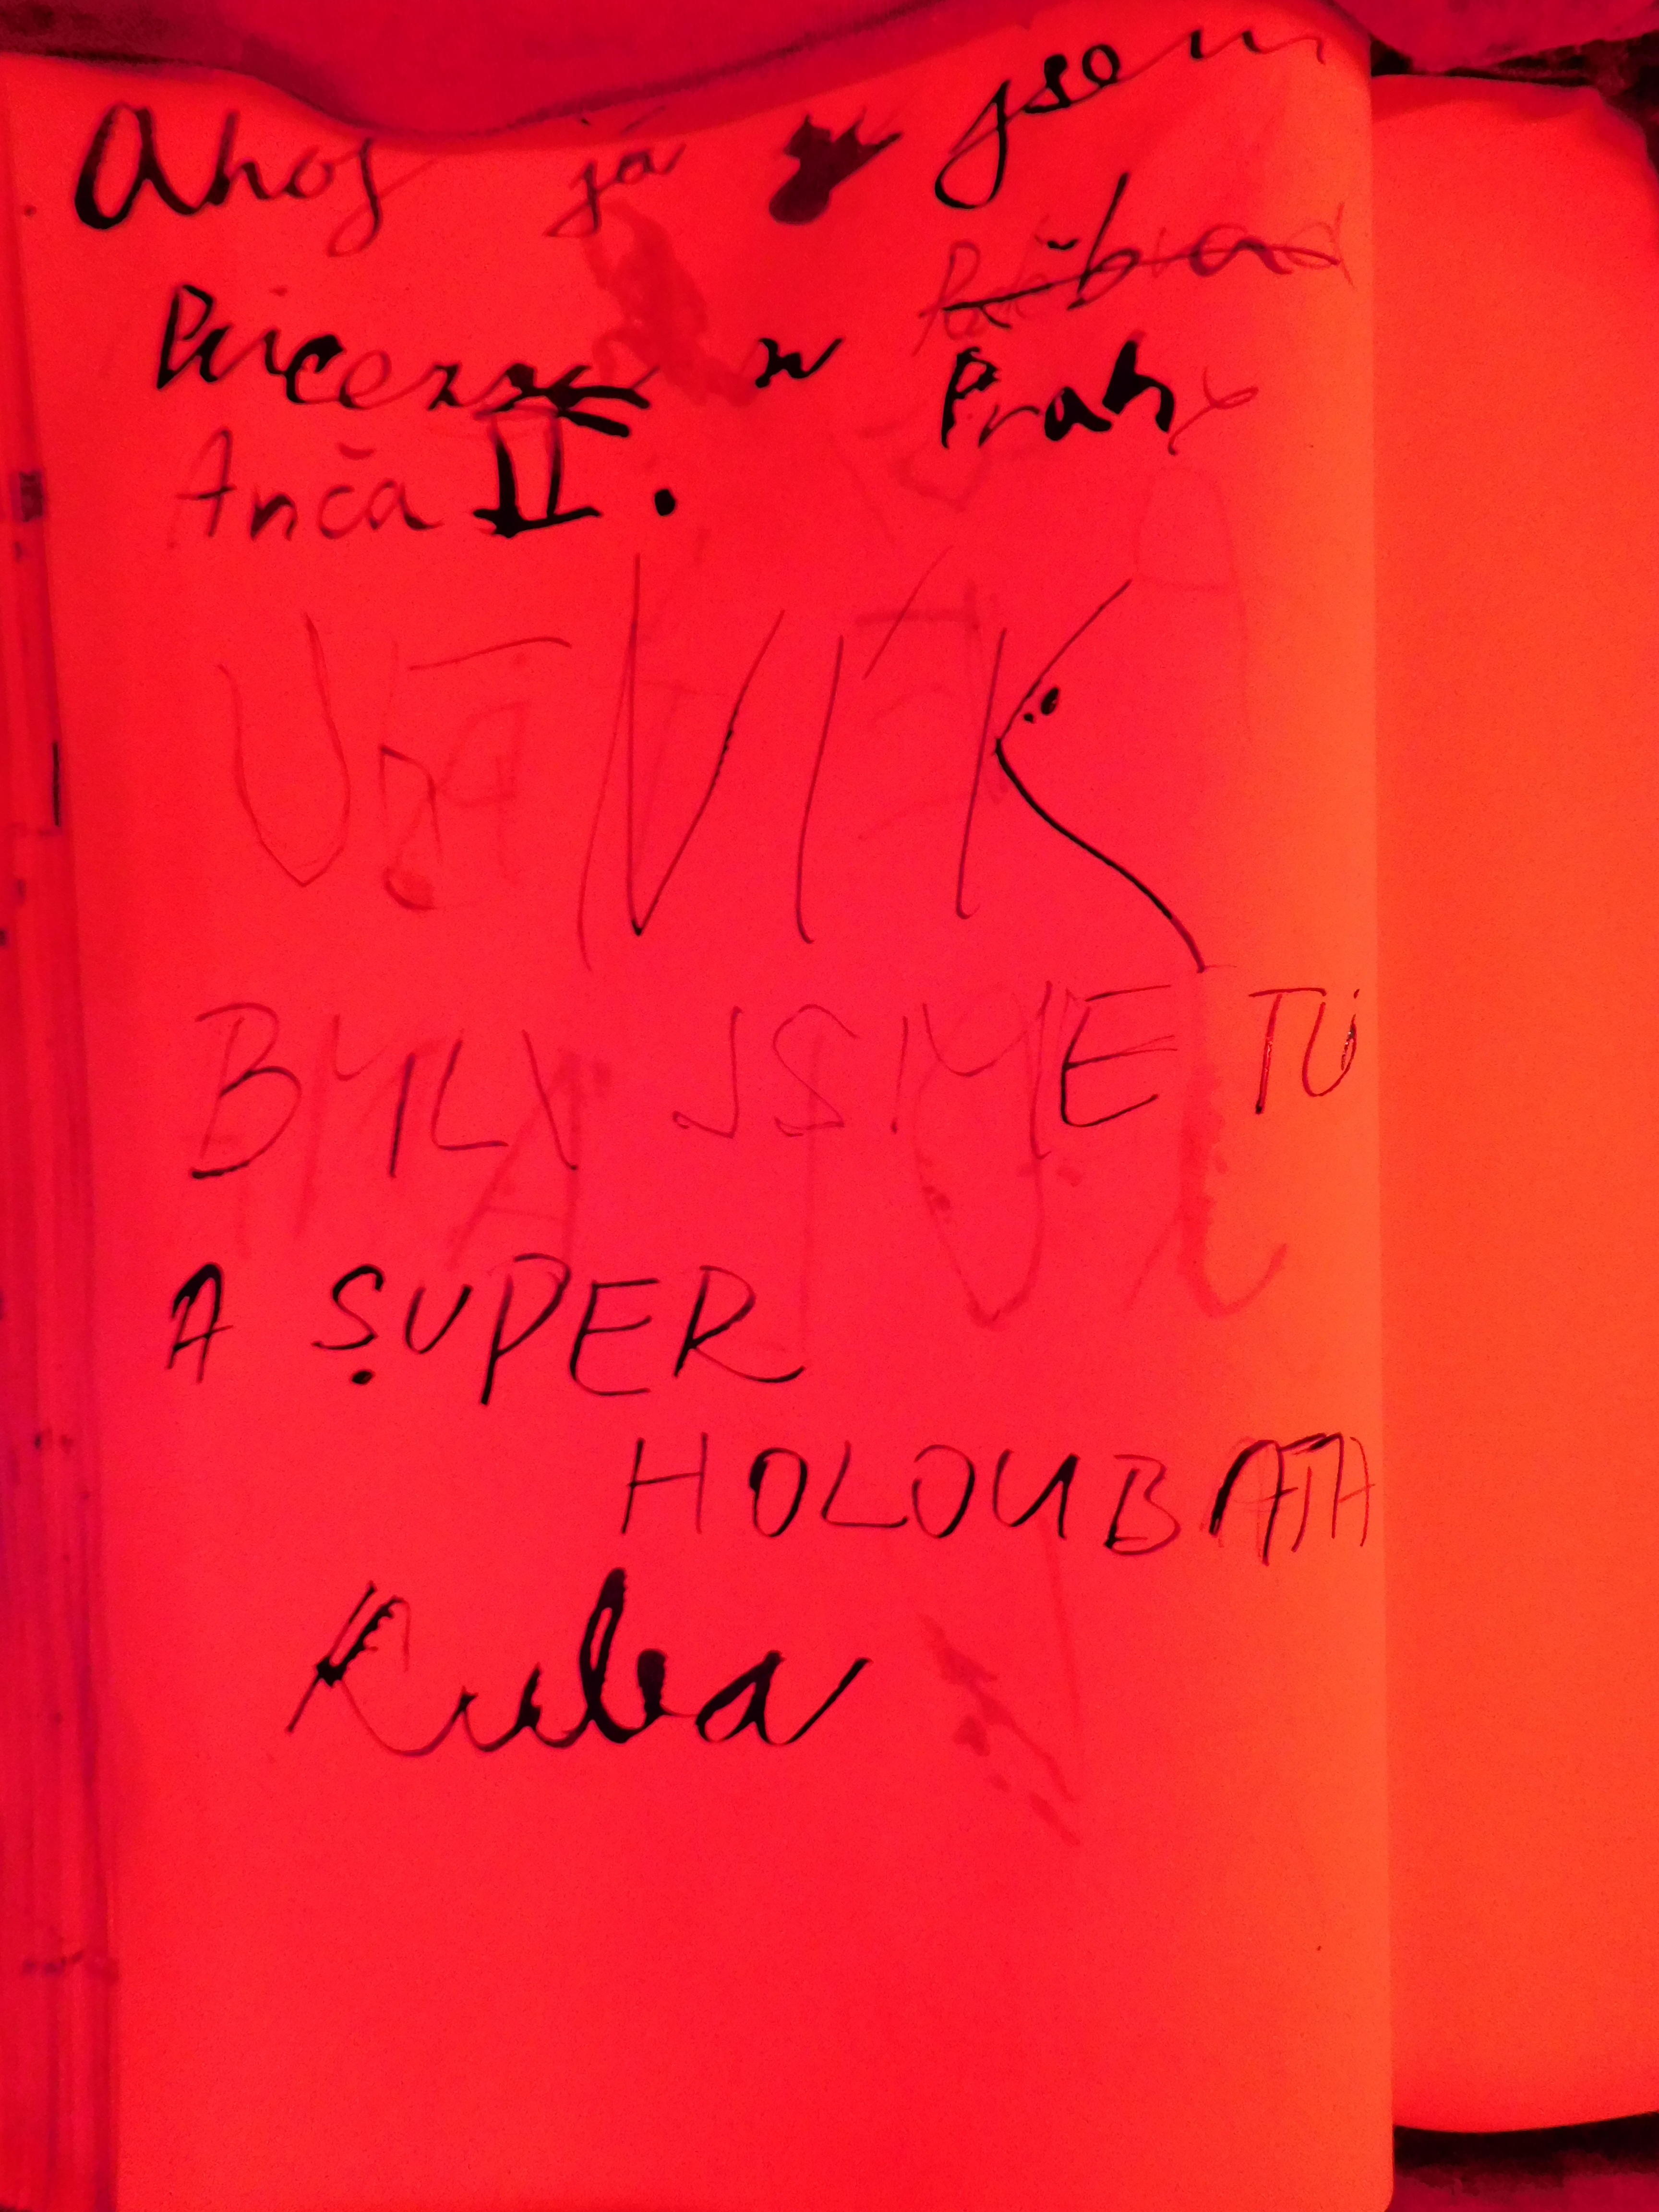 Ahoj já jsem
Princezna z Prahy
Anča II.
BYLY JSME TU
A SUPER
HOLOUBATA
Kuba